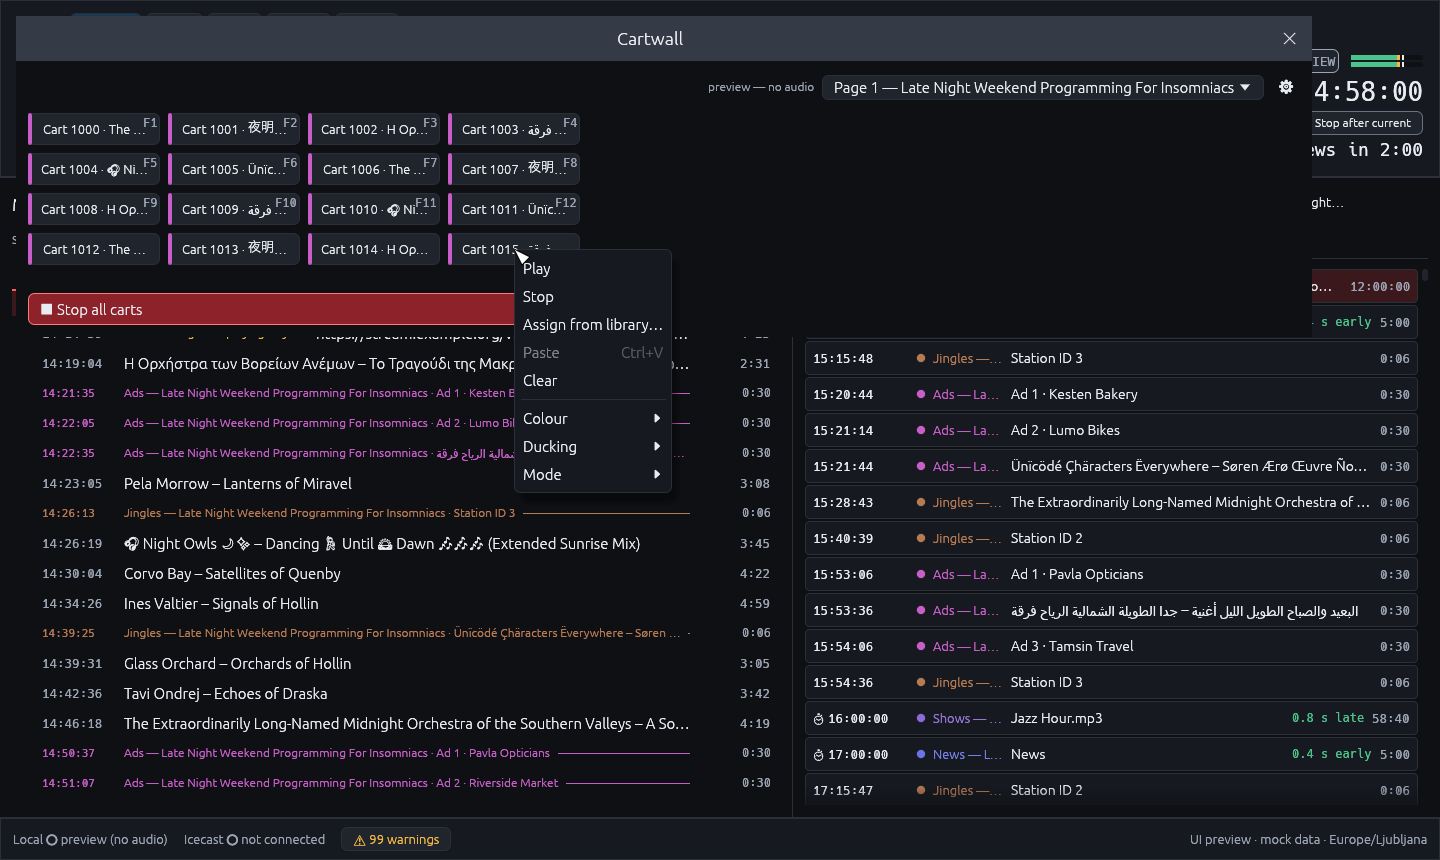 Cartwall
preview — no audio
Page 1 — Late Night Weekend Programming For Insomniacs
IEW
4:58:00
Stop after current
ews in 2:00
Cart 1000 · The … F1
Cart 1001 · 夜明… F2
Cart 1002 · H Op… F3
Cart 1003 · فرقة … F4
Cart 1004 · 🎧 Ni… F5
Cart 1005 · Ünïc… F6
Cart 1006 · The … F7
Cart 1007 · 夜明… F8
Cart 1008 · H Op… F9
Cart 1009 · فرقة … F10
Cart 1010 · 🎧 Ni… F11
Cart 1011 · Ünïc… F12
Cart 1012 · The …
Cart 1013 · 夜明…
Cart 1014 · H Op…
Cart 1015
Stop all carts
Play
Stop
Assign from library…
Paste Ctrl+V
Clear
Colour
Ducking
Mode
ght…
14:19:04 Η Ορχήστρα των Βορείων Ανέμων – Το Τραγούδι της Μακρ 2:31
14:21:35 Ads — Late Night Weekend Programming For Insomniacs · Ad 1 · Kesten B 0:30
14:22:05 Ads — Late Night Weekend Programming For Insomniacs · Ad 2 · Lumo Bi 0:30
14:22:35 Ads — Late Night Weekend Programming For Insomniacs · شمالية الرياح فرقة … 0:30
14:23:05 Pela Morrow – Lanterns of Miravel 3:08
14:26:13 Jingles — Late Night Weekend Programming For Insomniacs · Station ID 3 0:06
14:26:19 🎧 Night Owls 🌙✨ – Dancing 💃 Until 🌅 Dawn 🎶🎶🎶 (Extended Sunrise Mix) 3:45
14:30:04 Corvo Bay – Satellites of Quenby 4:22
14:34:26 Ines Valtier – Signals of Hollin 4:59
14:39:25 Jingles — Late Night Weekend Programming For Insomniacs · Ünïcödé Çhäracters Ëverywhere – Søren … 0:06
14:39:31 Glass Orchard – Orchards of Hollin 3:05
14:42:36 Tavi Ondrej – Echoes of Draska 3:42
14:46:18 The Extraordinarily Long-Named Midnight Orchestra of the Southern Valleys – A So… 4:19
14:50:37 Ads — Late Night Weekend Programming For Insomniacs · Ad 1 · Pavla Opticians 0:30
14:51:07 Ads — Late Night Weekend Programming For Insomniacs · Ad 2 · Riverside Market 0:30
o… 12:00:00
s early 5:00
15:15:48 Jingles —… Station ID 3 0:06
15:20:44 Ads — La… Ad 1 · Kesten Bakery 0:30
15:21:14 Ads — La… Ad 2 · Lumo Bikes 0:30
15:21:44 Ads — La… Ünïcödé Çhäracters Ëverywhere – Søren Ærø Œuvre Ño… 0:30
15:28:43 Jingles —… The Extraordinarily Long-Named Midnight Orchestra of … 0:06
15:40:39 Jingles —… Station ID 2 0:06
15:53:06 Ads — La… Ad 1 · Pavla Opticians 0:30
15:53:36 Ads — La… فرقة الرياح الشمالية الطويلة جدا – أغنية الليل الطويل والصباح البعيد 0:30
15:54:06 Ads — La… Ad 3 · Tamsin Travel 0:30
15:54:36 Jingles —… Station ID 3 0:06
16:00:00 Shows — … Jazz Hour.mp3 0.8 s late 58:40
17:00:00 News — L… News 0.4 s early 5:00
17:15:47 Jingles —… Station ID 2 0:06
Local preview (no audio)
Icecast not connected
⚠ 99 warnings
UI preview · mock data · Europe/Ljubljana